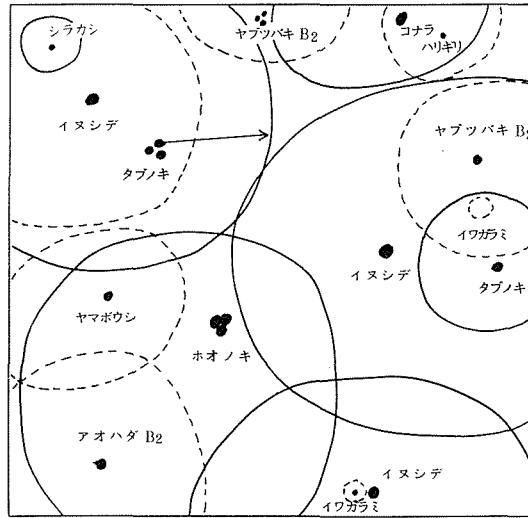 シラカシ
ヤブツバキ B₂
コナラ
ハリギリ
イヌシデ
タブノキ
ヤブツバキ B₂
イワガラミ
イヌシデ
タブノキ
ヤマボウシ
ホオノキ
アオハダ B₂
イヌシデ
イワガラミ